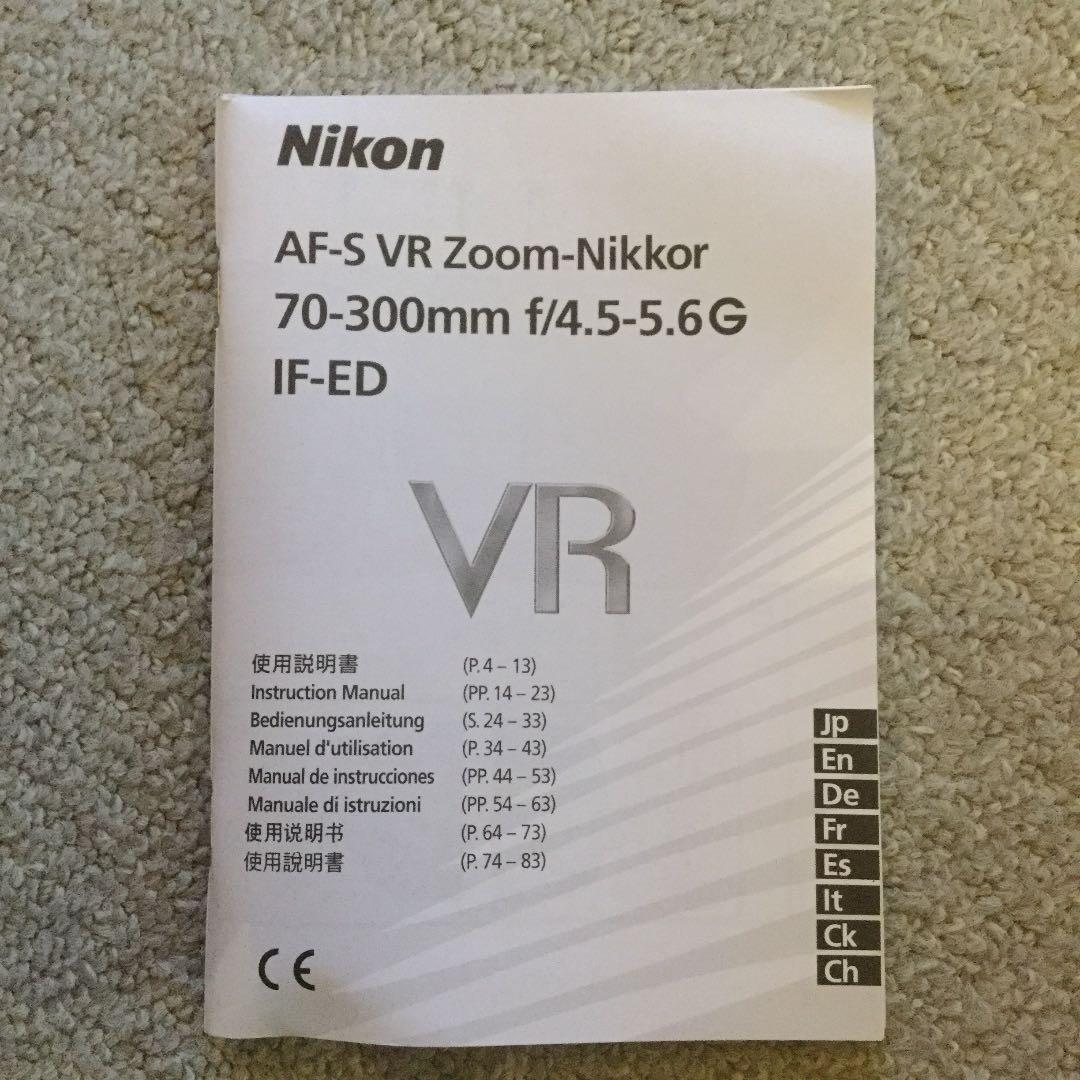 Nikon
AF-S VR Zoom-Nikkor
70-300mm f/4.5-5.6G
IF-ED
VR
使用説明書 (P. 4 – 13)
Instruction Manual (PP. 14 – 23)
Bedienungsanleitung (S. 24 – 33)
Manuel d'utilisation (P. 34 – 43)
Manual de instrucciones (PP. 44 – 53)
Manuale di istruzioni (PP. 54 – 63)
使用说明书 (P. 64 – 73)
使用說明書 (P. 74 – 83)
Jp
En
De
Fr
Es
It
Ck
Ch
CE